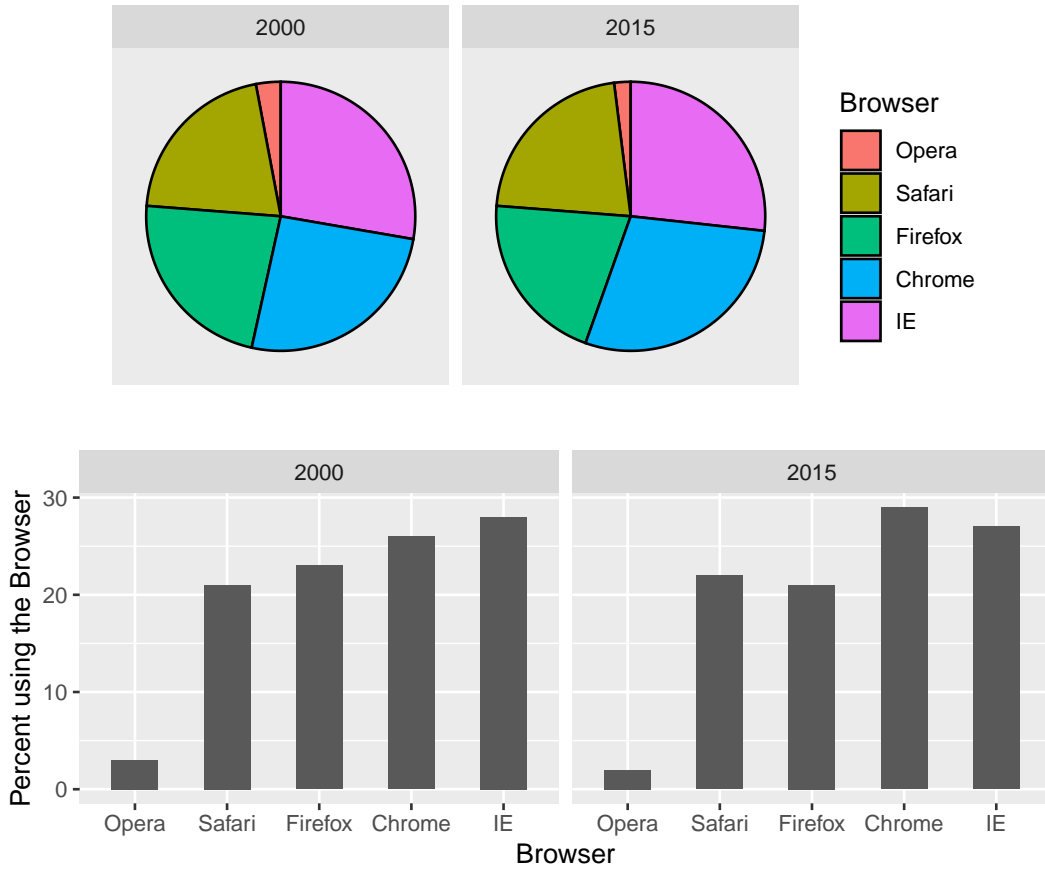 2000 2015
Browser
Opera
Safari
Firefox
Chrome
IE
2000 2015
Percent using the Browser
30
20
10
0
Opera Safari Firefox Chrome IE Opera Safari Firefox Chrome IE
Browser